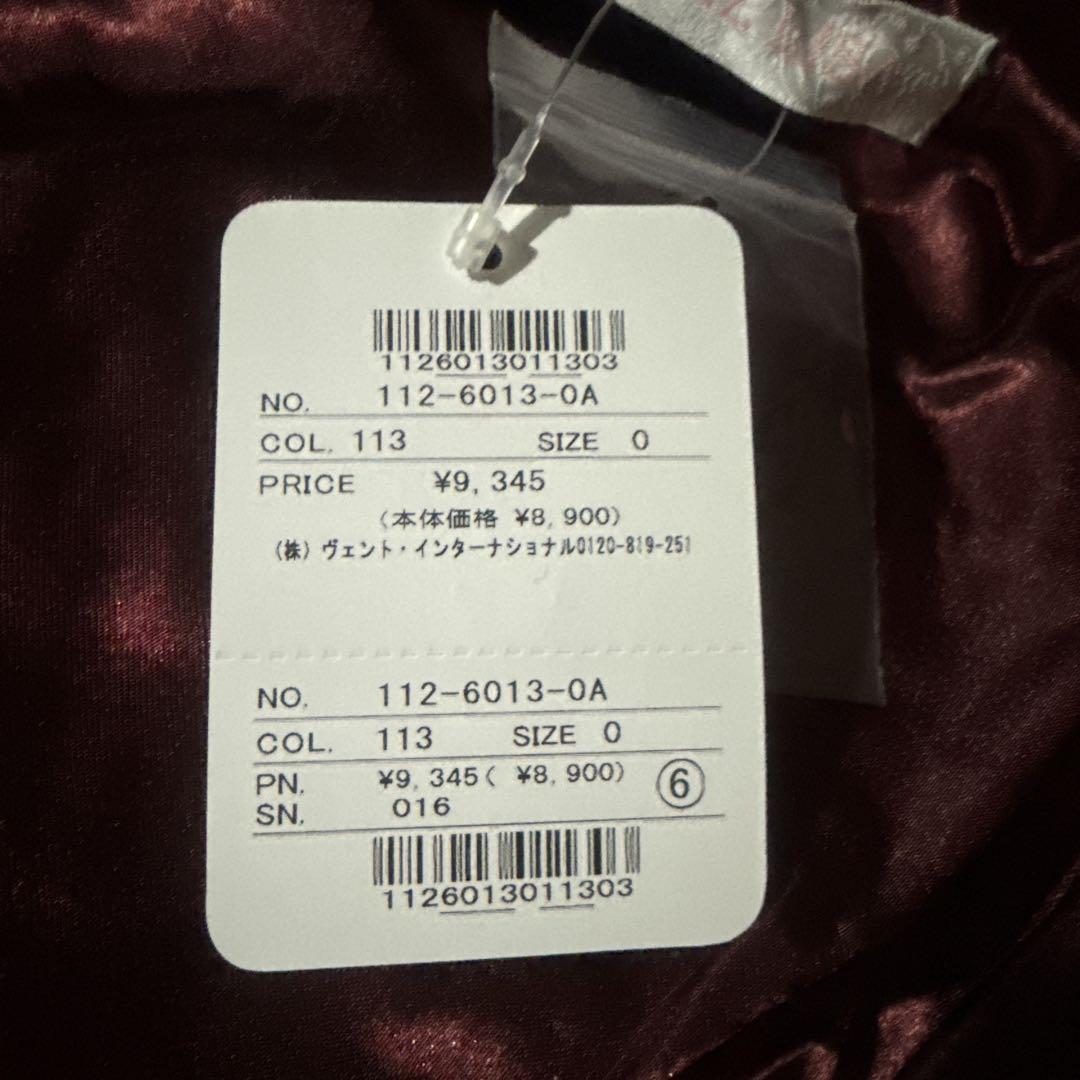 1126013011303
NO. 112-6013-0A
COL. 113 SIZE 0
PRICE ¥9,345
(本体価格 ¥8,900)
(株)ヴェント・インターナショナル0120-819-251
NO. 112-6013-0A
COL. 113 SIZE 0
PN. ¥9,345( ¥8,900) ⑥
SN. 016
1126013011303